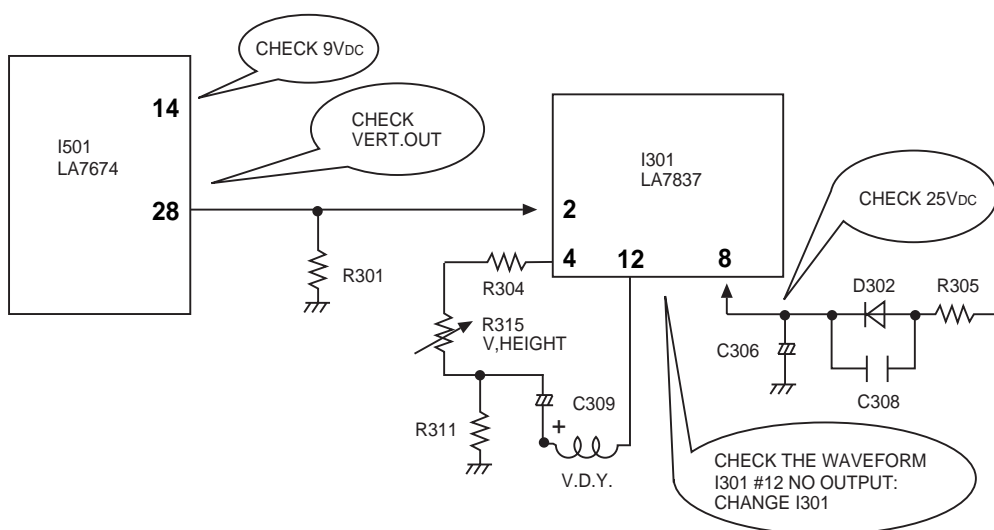 CHECK 9VDC
14
CHECK
VERT.OUT
I501
LA7674
I301
LA7837
CHECK 25VDC
28
2
4
12
8
R301
R304
D302
R305
R315
V,HEIGHT
C306
C309
C308
R311
+
V.D.Y.
CHECK THE WAVEFORM
I301 #12 NO OUTPUT:
CHANGE I301